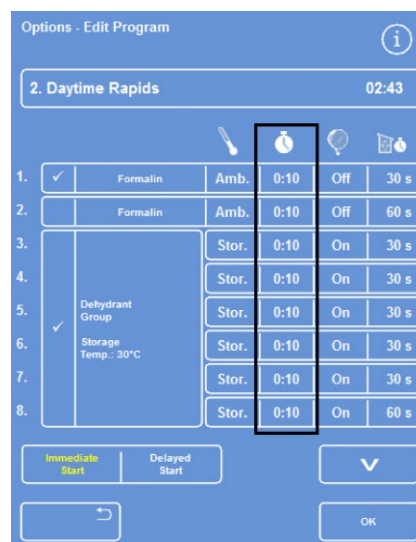 Options - Edit Program
i
2. Daytime Rapids 02:43
1. ✓ Formalin Amb. 0:10 Off 30 s
2. Formalin Amb. 0:10 Off 60 s
3. Stor. 0:10 On 30 s
4. Stor. 0:10 On 30 s
5. ✓ Dehydrant Group Stor. 0:10 On 30 s
6. Storage Temp.: 30°C Stor. 0:10 On 30 s
7. Stor. 0:10 On 30 s
8. Stor. 0:10 On 60 s
Immediate Start Delayed Start
OK